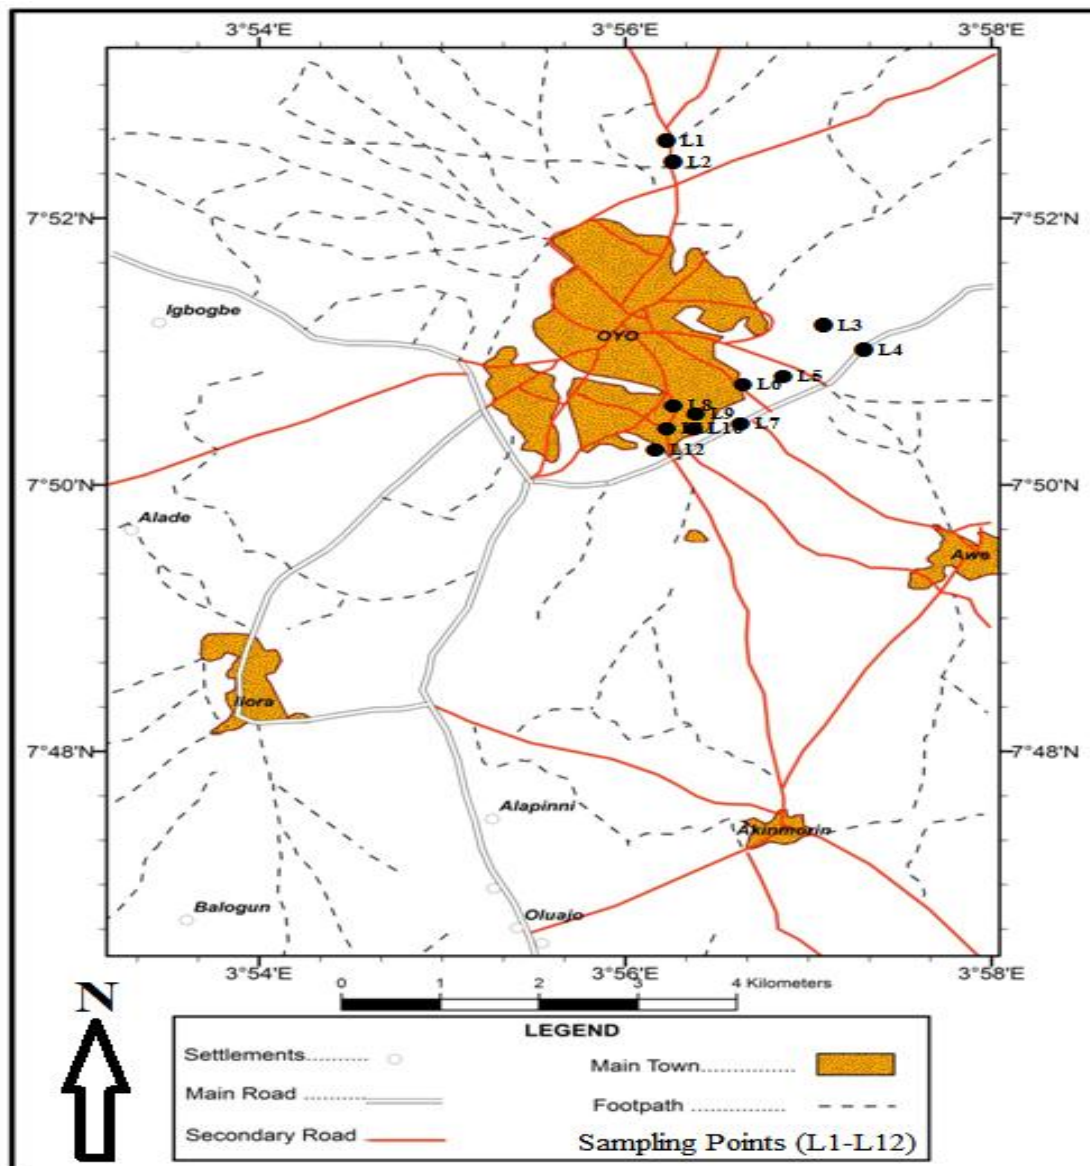 3°54'E 3°56'E 3°58'E
L1
L2
7°52'N 7°52'N
Igbogbe
L3
OYO
L4
L5
L6
L8
L9
L7
L10
L12
7°50'N 7°50'N
Alade
Awe
Iiora
7°48'N 7°48'N
Alapinni
Akinmorin
Balogun
Oluajo
3°54'E 3°56'E 3°58'E
N
0 1 2 3 4 Kilometers
LEGEND
Settlements..........
Main Town...............
Main Road ..........
Footpath ...............
Secondary Road
Sampling Points (L1-L12)